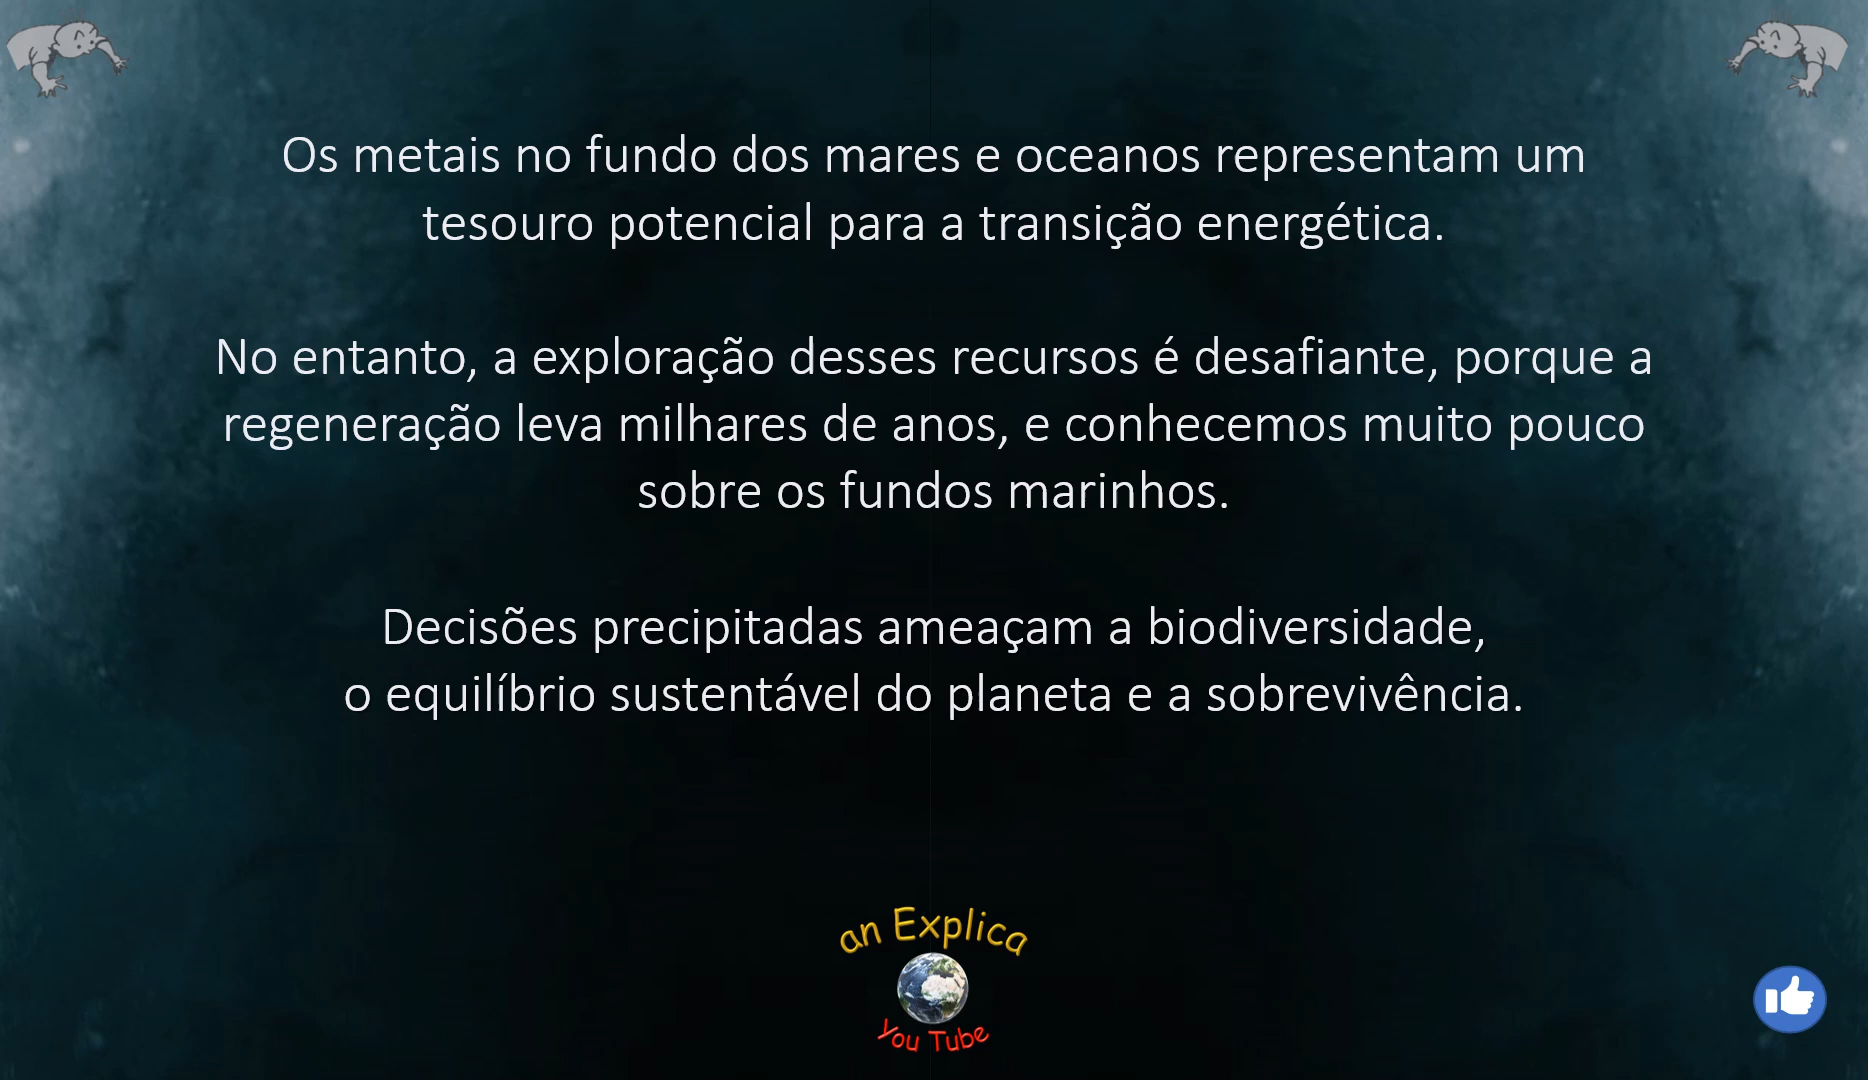 Os metais no fundo dos mares e oceanos representam um
tesouro potencial para a transição energética.
No entanto, a exploração desses recursos é desafiante, porque a
regeneração leva milhares de anos, e conhecemos muito pouco
sobre os fundos marinhos.
Decisões precipitadas ameaçam a biodiversidade,
o equilíbrio sustentável do planeta e a sobrevivência.
an Explica
You Tube